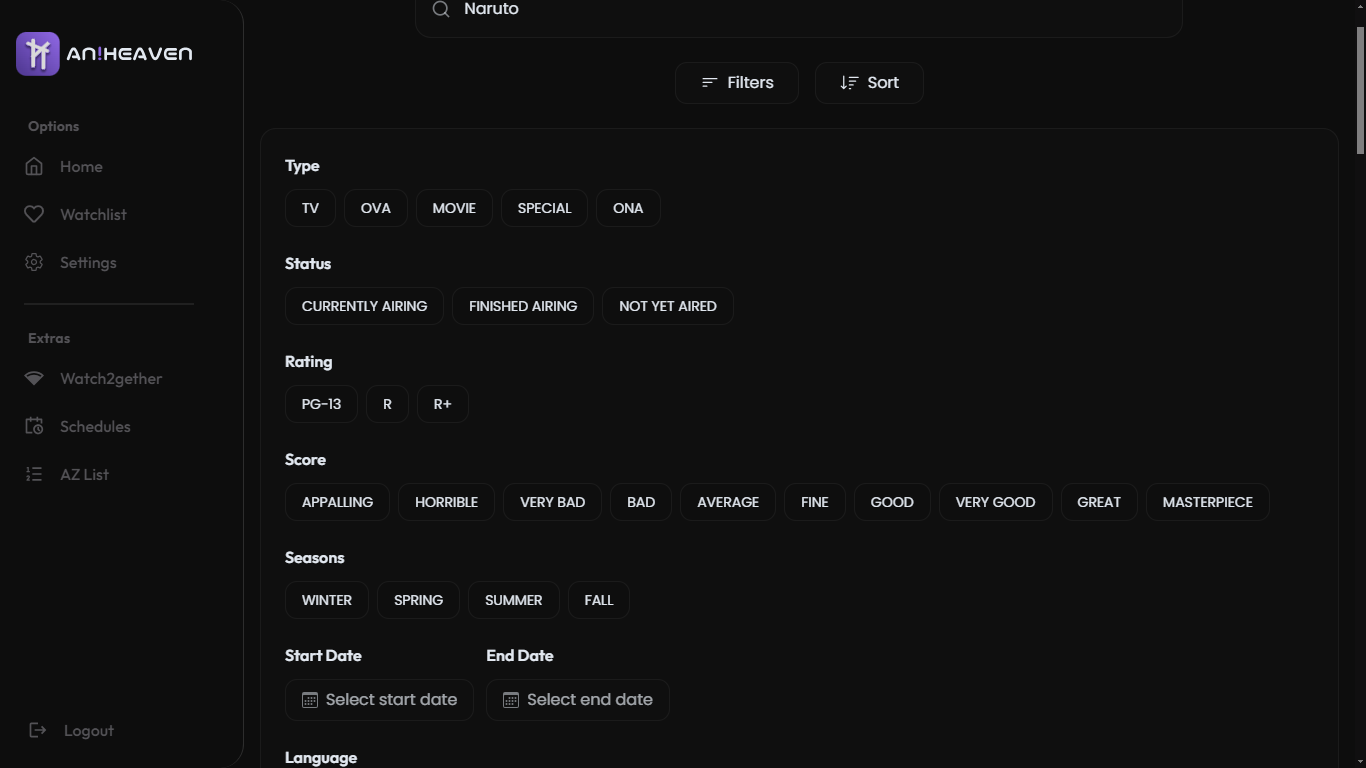 Naruto
AN!HEAVEN
Filters
Sort
Options
Home
Watchlist
Settings
Extras
Watch2gether
Schedules
AZ List
Logout
Type
TV OVA MOVIE SPECIAL ONA
Status
CURRENTLY AIRING FINISHED AIRING NOT YET AIRED
Rating
PG-13 R R+
Score
APPALLING HORRIBLE VERY BAD BAD AVERAGE FINE GOOD VERY GOOD GREAT MASTERPIECE
Seasons
WINTER SPRING SUMMER FALL
Start Date End Date
Select start date Select end date
Language